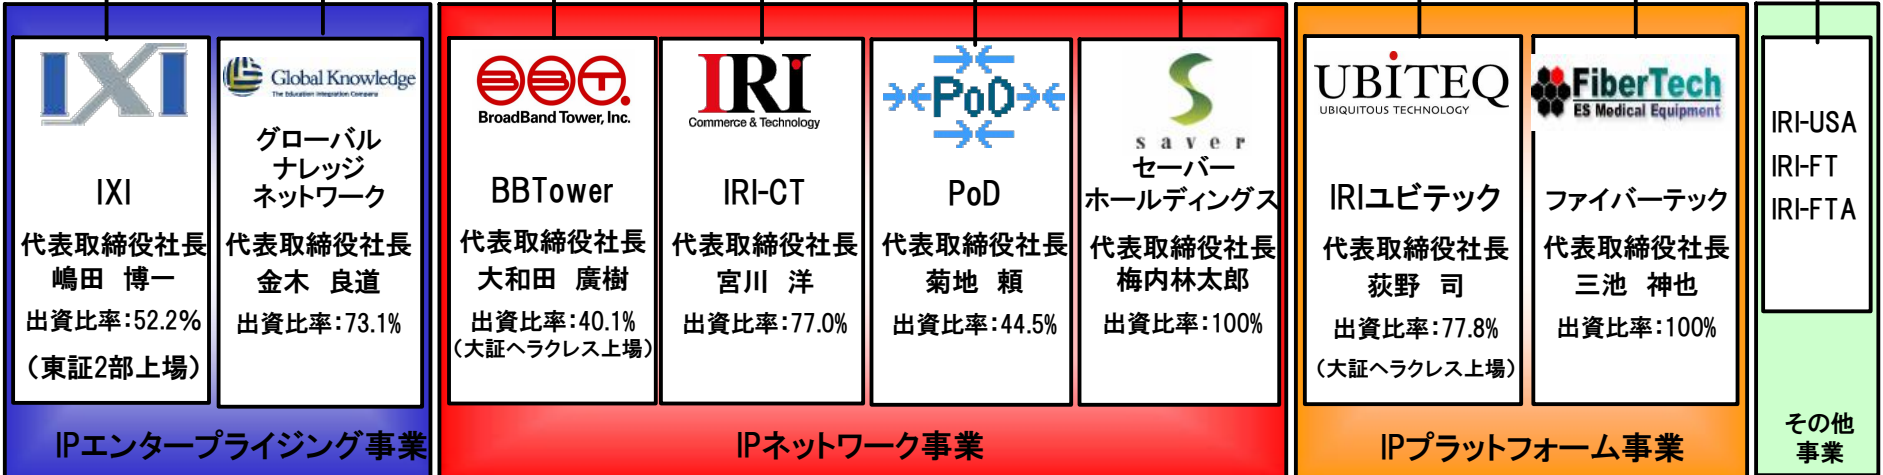 IXI
IXI
代表取締役社長
嶋田 博一
出資比率:52.2%
(東証2部上場)
Global Knowledge
The Education Integration Company
グローバル
ナレッジ
ネットワーク
代表取締役社長
金木 良道
出資比率:73.1%
IPエンタープライジング事業
BBT.
BroadBand Tower, Inc.
BBTower
代表取締役社長
大和田 廣樹
出資比率:40.1%
(大証ヘラクレス上場)
IRI
Commerce & Technology
IRI-CT
代表取締役社長
宮川 洋
出資比率:77.0%
PoD
PoD
代表取締役社長
菊地 頼
出資比率:44.5%
saver
セーバー
ホールディングス
代表取締役社長
梅内林太郎
出資比率:100%
IPネットワーク事業
UBiTEQ
UBIQUITOUS TECHNOLOGY
IRIユビテック
代表取締役社長
荻野 司
出資比率:77.8%
(大証ヘラクレス上場)
FiberTech
ES Medical Equipment
ファイバーテック
代表取締役社長
三池 神也
出資比率:100%
IPプラットフォーム事業
IRI-USA
IRI-FT
IRI-FTA
その他
事業